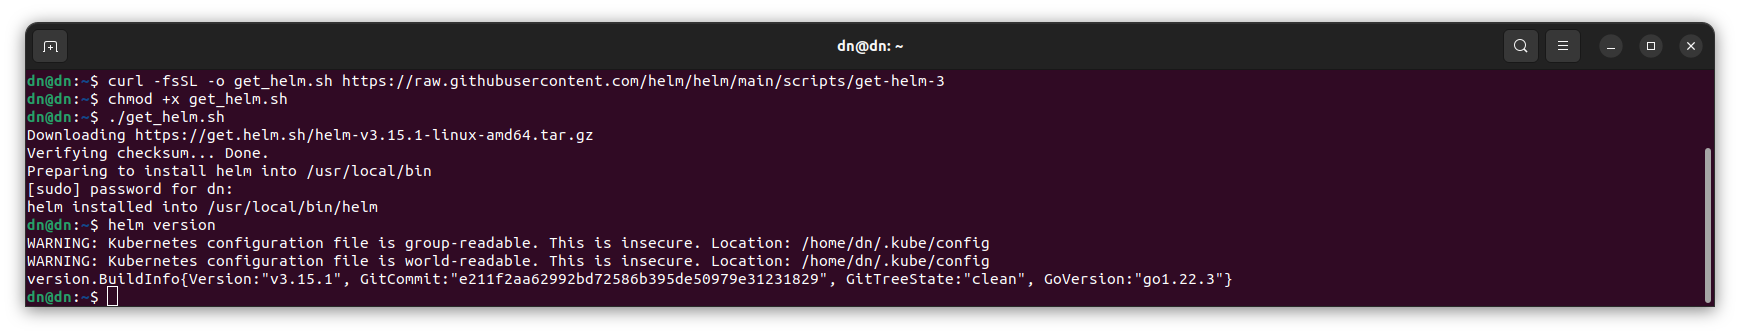 dn@dn: ~
dn@dn:~$ curl -fsSL -o get_helm.sh https://raw.githubusercontent.com/helm/helm/main/scripts/get-helm-3
dn@dn:~$ chmod +x get_helm.sh
dn@dn:~$ ./get_helm.sh
Downloading https://get.helm.sh/helm-v3.15.1-linux-amd64.tar.gz
Verifying checksum... Done.
Preparing to install helm into /usr/local/bin
[sudo] password for dn:
helm installed into /usr/local/bin/helm
dn@dn:~$ helm version
WARNING: Kubernetes configuration file is group-readable. This is insecure. Location: /home/dn/.kube/config
WARNING: Kubernetes configuration file is world-readable. This is insecure. Location: /home/dn/.kube/config
version.BuildInfo{Version:"v3.15.1", GitCommit:"e211f2aa62992bd72586b395de50979e31231829", GitTreeState:"clean", GoVersion:"go1.22.3"}
dn@dn:~$